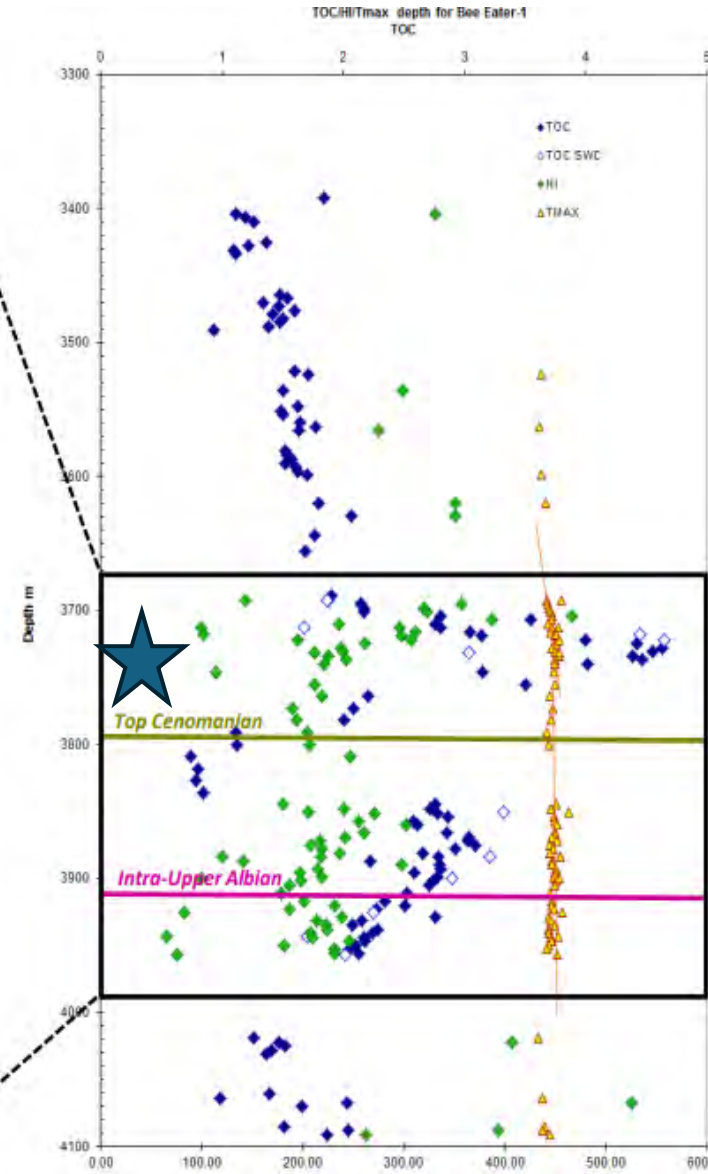 TOC/HI/Tmax depth for Bee Eater-1
TOC
0 1 2 3 4 5
3300
TOC
TOC SWC
HI
TMAX
3400
3500
3600
Depth m
3700
Top Cenomanian
3800
Intra-Upper Albian
3900
4000
4100
0.00 100.00 200.00 300.00 400.00 500.00